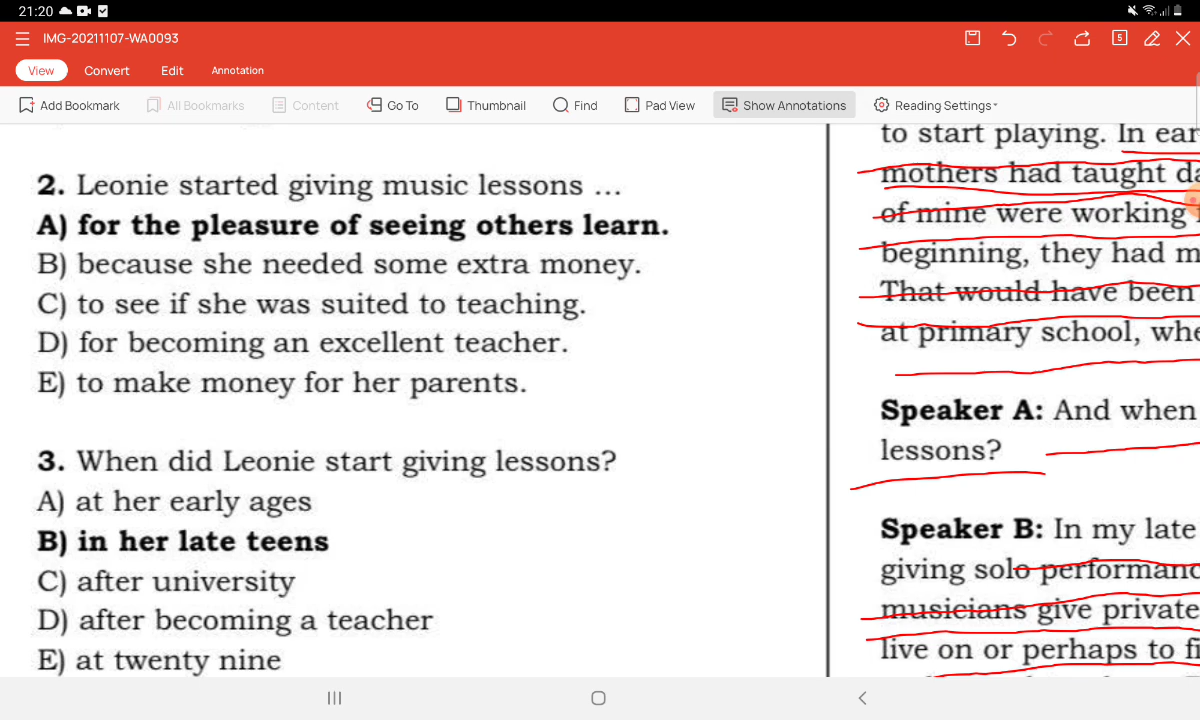 21:20
IMG-20211107-WA0093
5
View Convert Edit Annotation
Add Bookmark All Bookmarks Content Go To Thumbnail Find Pad View Show Annotations Reading Settings
2. Leonie started giving music lessons ...
A) for the pleasure of seeing others learn.
B) because she needed some extra money.
C) to see if she was suited to teaching.
D) for becoming an excellent teacher.
E) to make money for her parents.
3. When did Leonie start giving lessons?
A) at her early ages
B) in her late teens
C) after university
D) after becoming a teacher
E) at twenty nine
to start playing. In ear
mothers had taught da
of mine were working
beginning, they had m
That would have been
at primary school, whe
Speaker A: And when
lessons?
Speaker B: In my late
giving solo performanc
musicians give private
live on or perhaps to fi